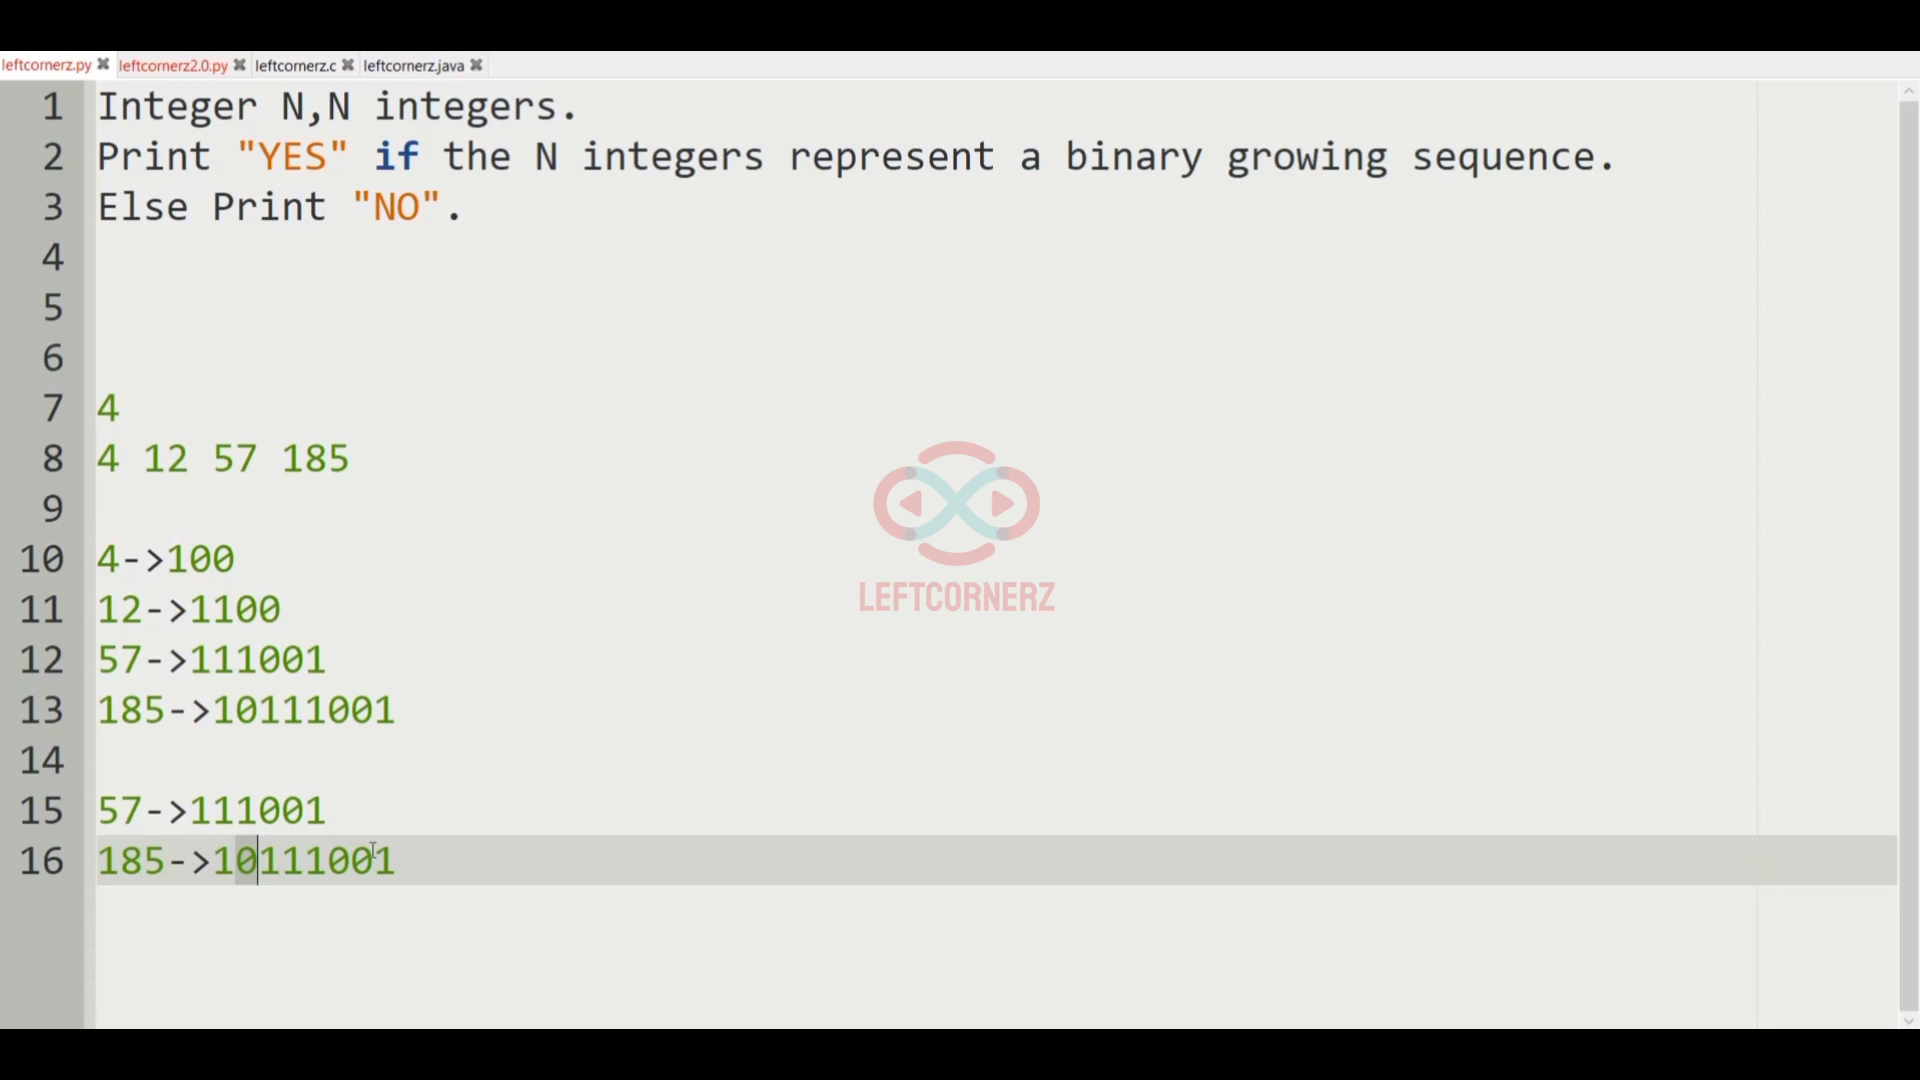 leftcornerz.py leftcornerz2.0.py leftcornerz.c leftcornerz.java
1 Integer N,N integers.
2 Print "YES" if the N integers represent a binary growing sequence.
3 Else Print "NO".
4
5
6
7 4
8 4 12 57 185
9
10 4->100
11 12->1100
12 57->111001
13 185->10111001
14
15 57->111001
16 185->10111001
LEFTCORNERZ